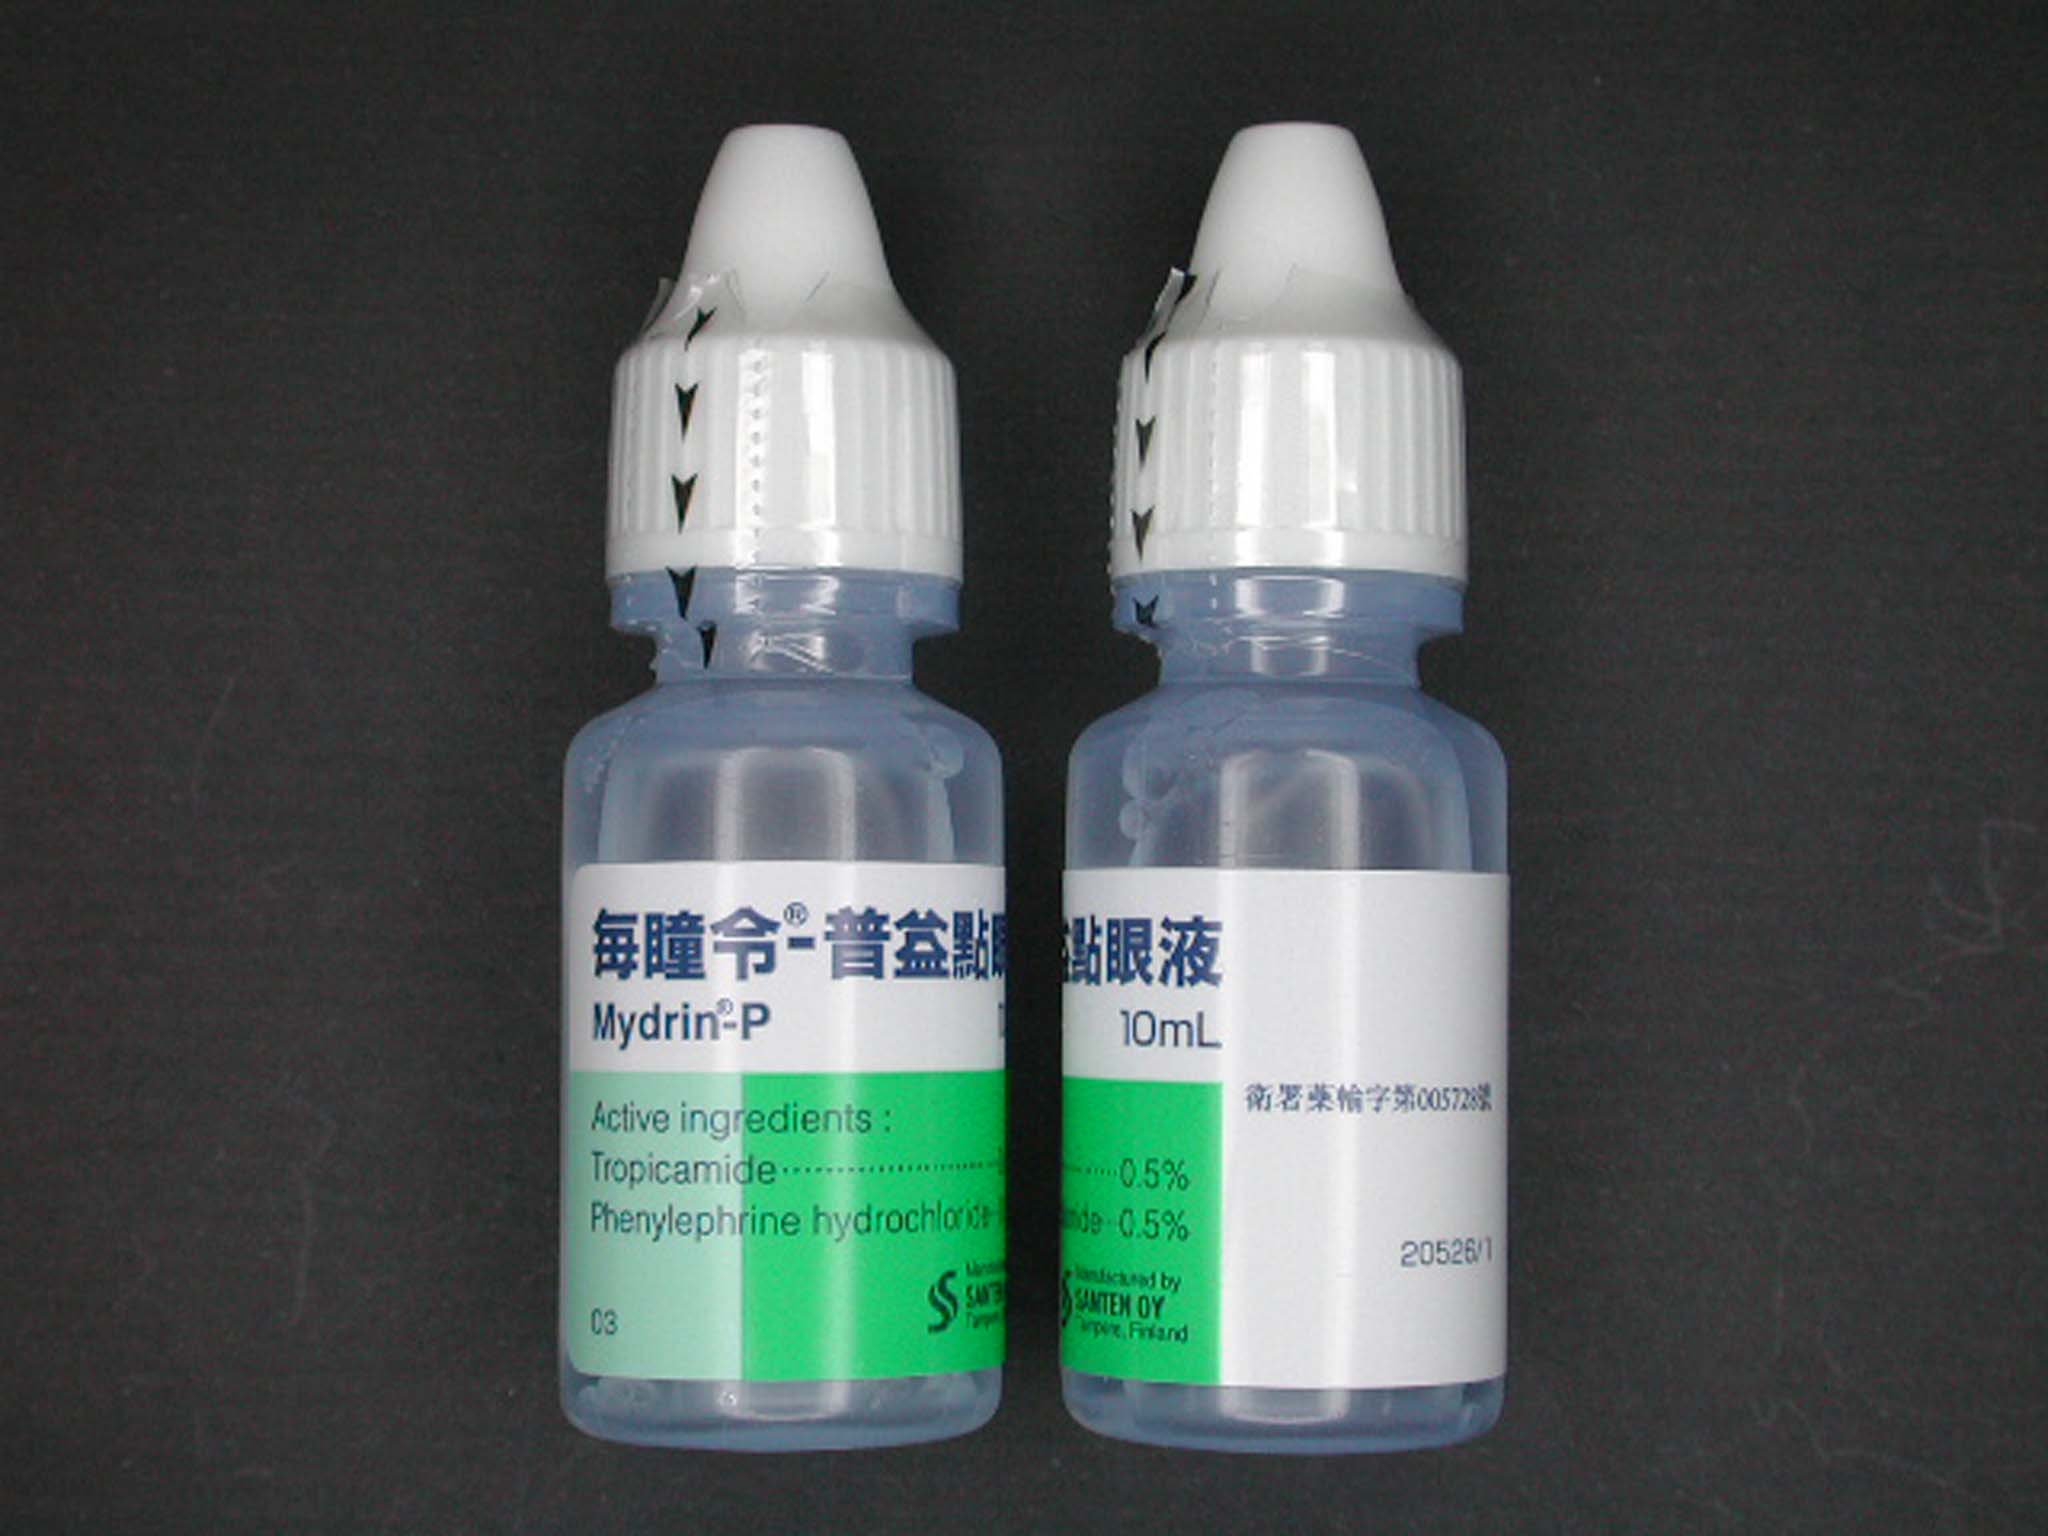 每瞳令®-普益點眼
Mydrin®-P
Active ingredients :
Tropicamide
Phenylephrine hydrochloride
03
益點眼液
10mL
0.5%
0.5%
Manufactured by
SANTEN OY
Tampere, Finland
衛署藥輸字第005728號
20526/1